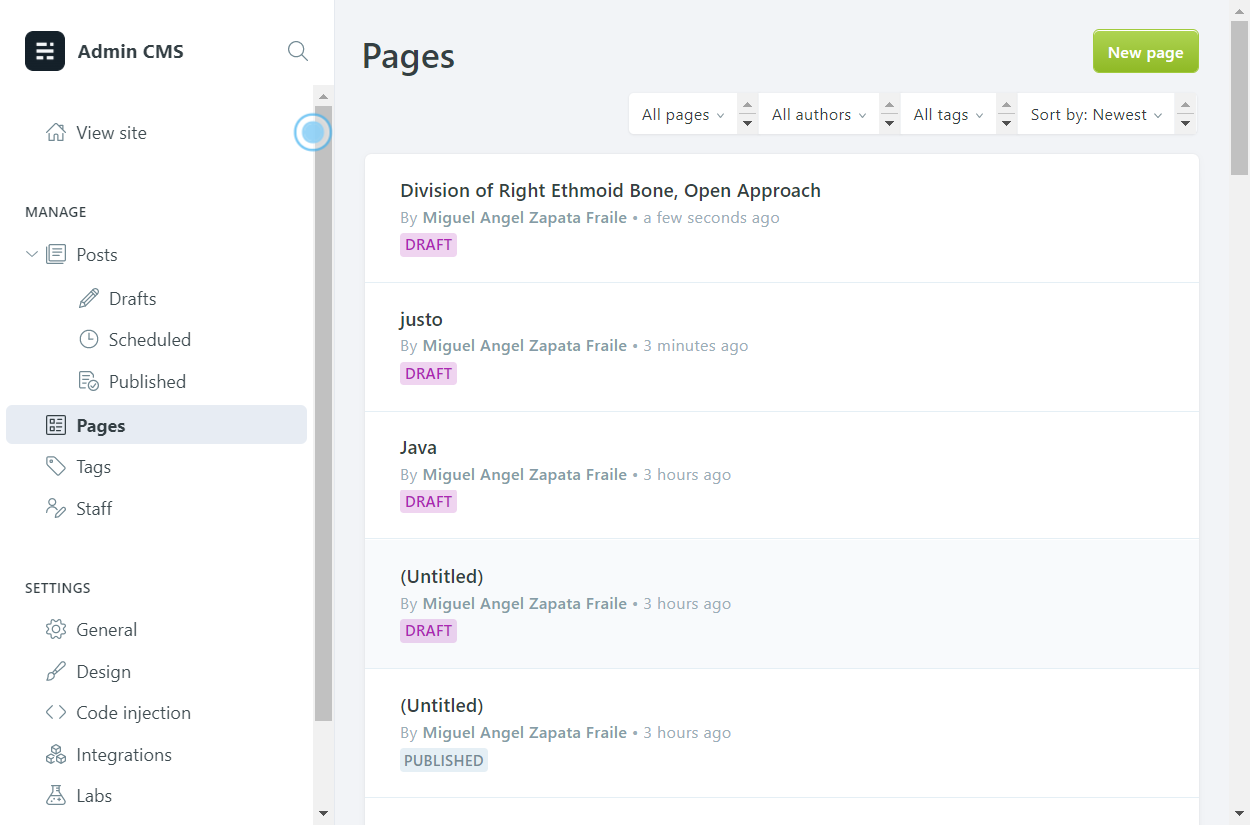 Admin CMS
View site
MANAGE
Posts
Drafts
Scheduled
Published
Pages
Tags
Staff
SETTINGS
General
Design
Code injection
Integrations
Labs
Pages
New page
All pages
All authors
All tags
Sort by: Newest
Division of Right Ethmoid Bone, Open Approach
By Miguel Angel Zapata Fraile • a few seconds ago
DRAFT
justo
By Miguel Angel Zapata Fraile • 3 minutes ago
DRAFT
Java
By Miguel Angel Zapata Fraile • 3 hours ago
DRAFT
(Untitled)
By Miguel Angel Zapata Fraile • 3 hours ago
DRAFT
(Untitled)
By Miguel Angel Zapata Fraile • 3 hours ago
PUBLISHED